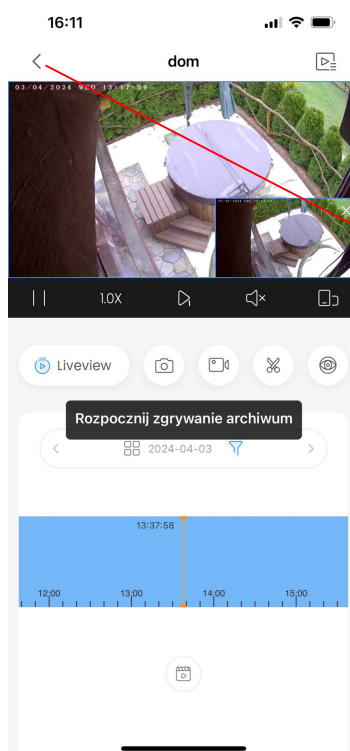 16:11
dom
03/04/2024 WED 13:17:59
1.0X
Liveview
Rozpocznij zgrywanie archiwum
2024-04-03
13:37:58
12:00 13:00 14:00 15:00